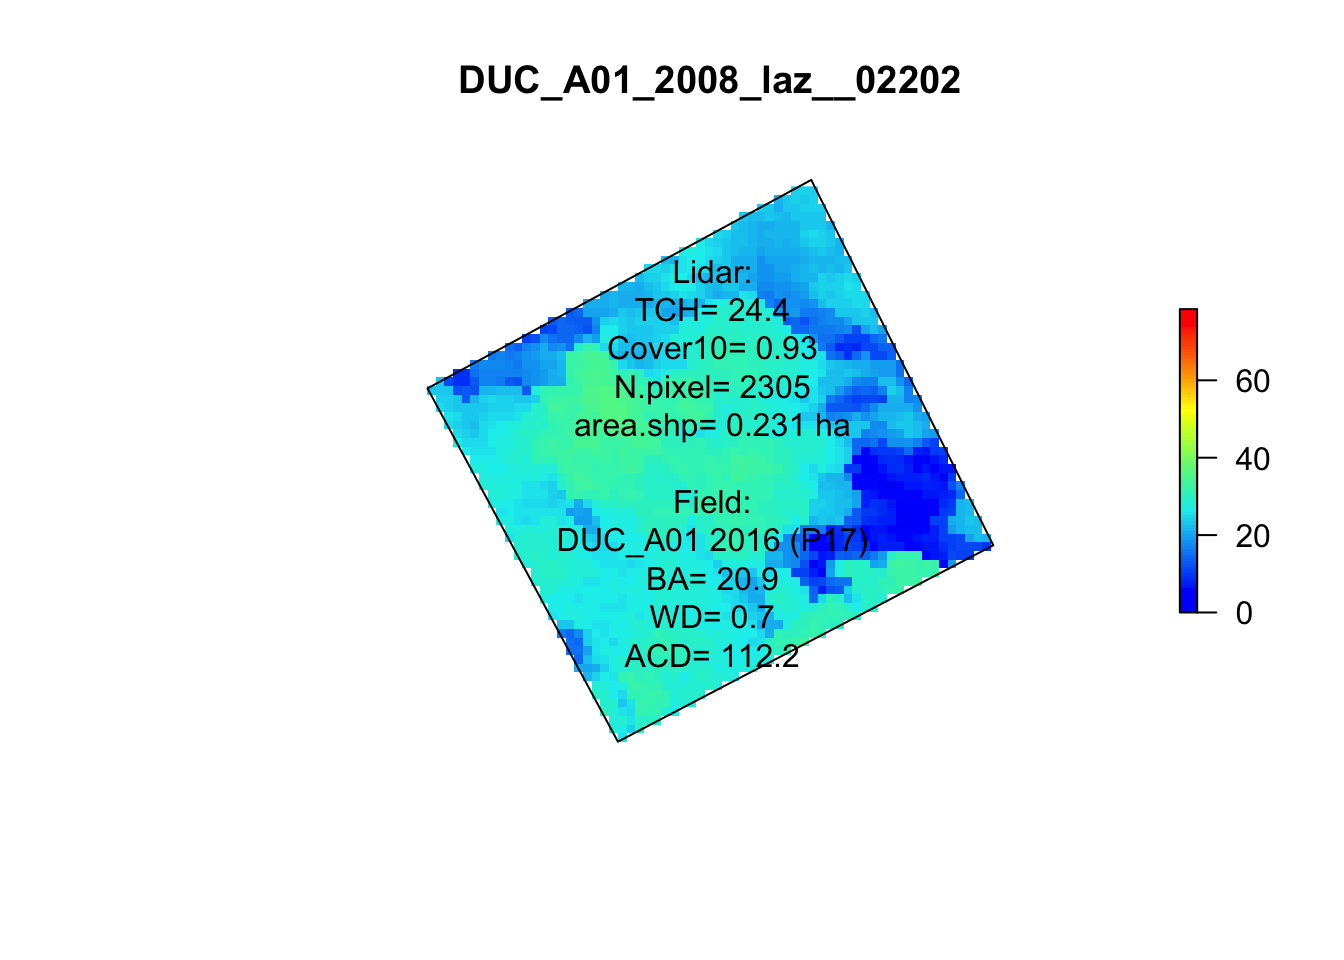 DUC_A01_2008_laz__02202
Lidar:
TCH= 24.4
Cover10= 0.93
N.pixel= 2305
area.shp= 0.231 ha
Field:
DUC_A01 2016 (P17)
BA= 20.9
WD= 0.7
ACD= 112.2
60
40
20
0